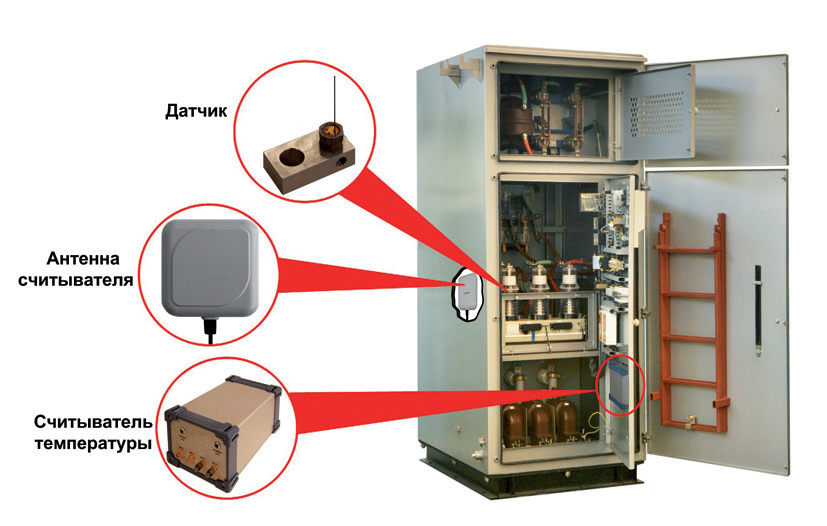 Датчик
Антенна
считывателя
Считыватель
температуры